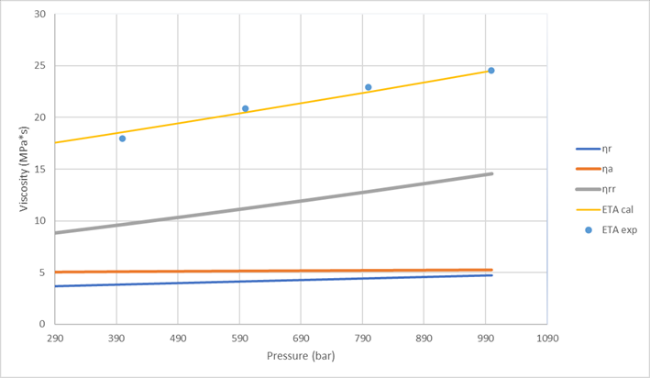 30
25
20
15
10
5
0
Viscosity (MPa*s)
290 390 490 590 690 790 890 990 1090
Pressure (bar)
ηr
ηa
ηrr
ETA cal
ETA exp